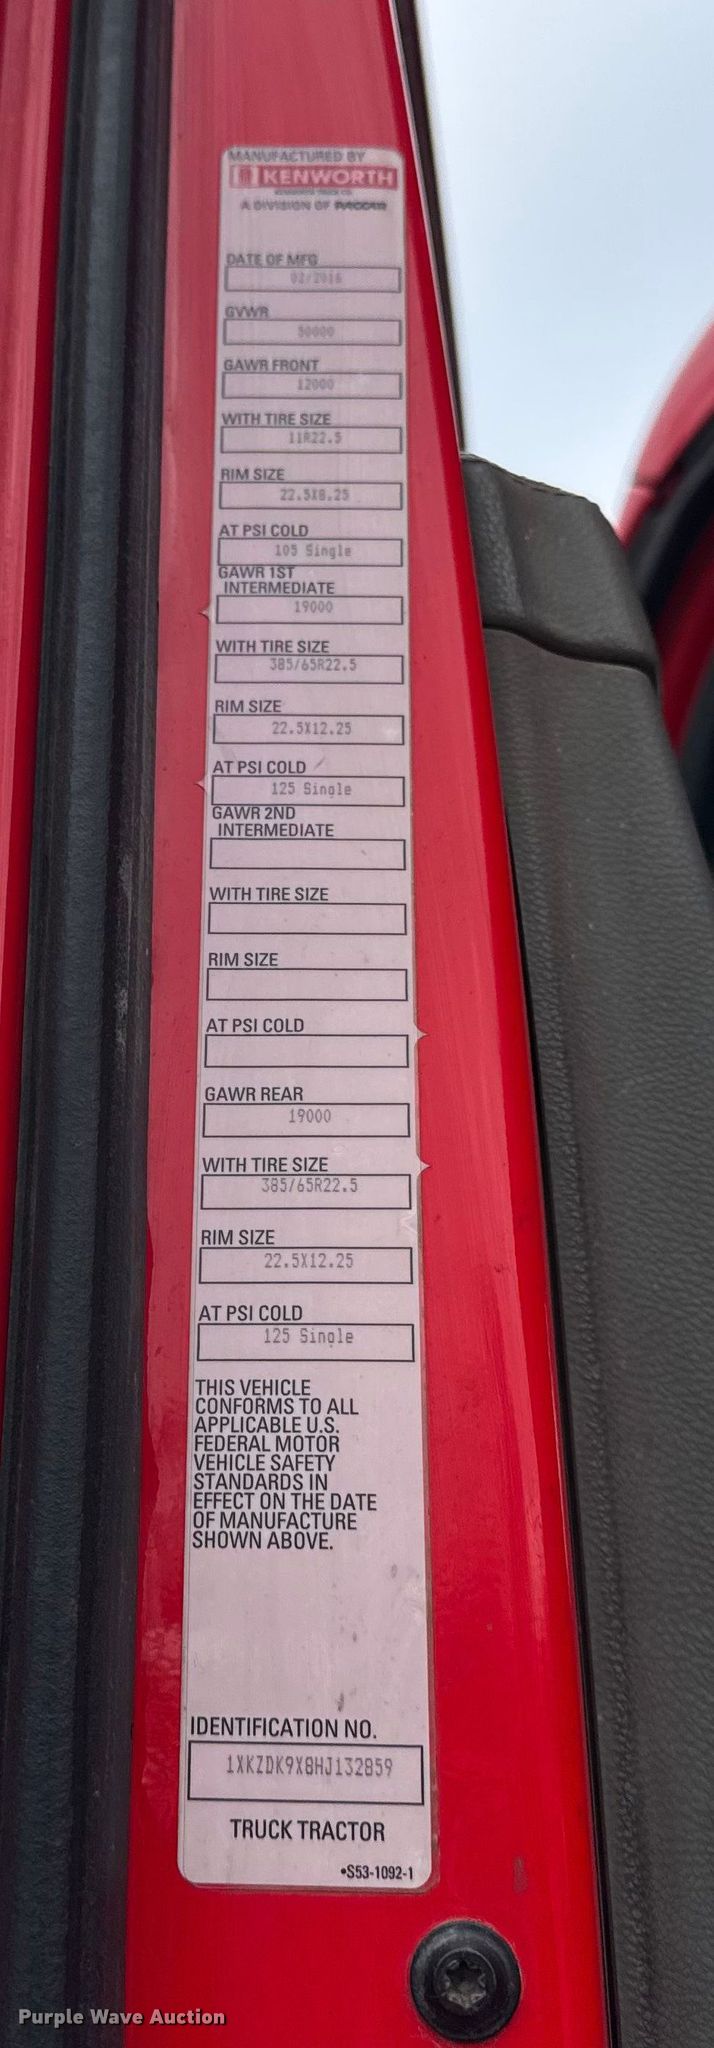 MANUFACTURED BY
KENWORTH
KENWORTH TRUCK CO.
A DIVISION OF PACCAR
DATE OF MFG
02/2016
GVWR
50000
GAWR FRONT
12000
WITH TIRE SIZE
11R22.5
RIM SIZE
22.5X8.25
AT PSI COLD
105 Single
GAWR 1ST
INTERMEDIATE
19000
WITH TIRE SIZE
385/65R22.5
RIM SIZE
22.5X12.25
AT PSI COLD
125 Single
GAWR 2ND
INTERMEDIATE
WITH TIRE SIZE
RIM SIZE
AT PSI COLD
GAWR REAR
19000
WITH TIRE SIZE
385/65R22.5
RIM SIZE
22.5X12.25
AT PSI COLD
125 Single
THIS VEHICLE
CONFORMS TO ALL
APPLICABLE U.S.
FEDERAL MOTOR
VEHICLE SAFETY
STANDARDS IN
EFFECT ON THE DATE
OF MANUFACTURE
SHOWN ABOVE.
IDENTIFICATION NO.
1XKZDK9X8HJ132859
TRUCK TRACTOR
•S53-1092-1
Purple Wave Auction